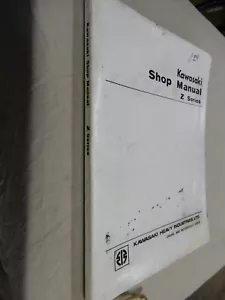 Kawasaki
Shop Manual
Z Series
KAWASAKI HEAVY INDUSTRIES, LTD.
Kawasaki Shop Manual Z Series